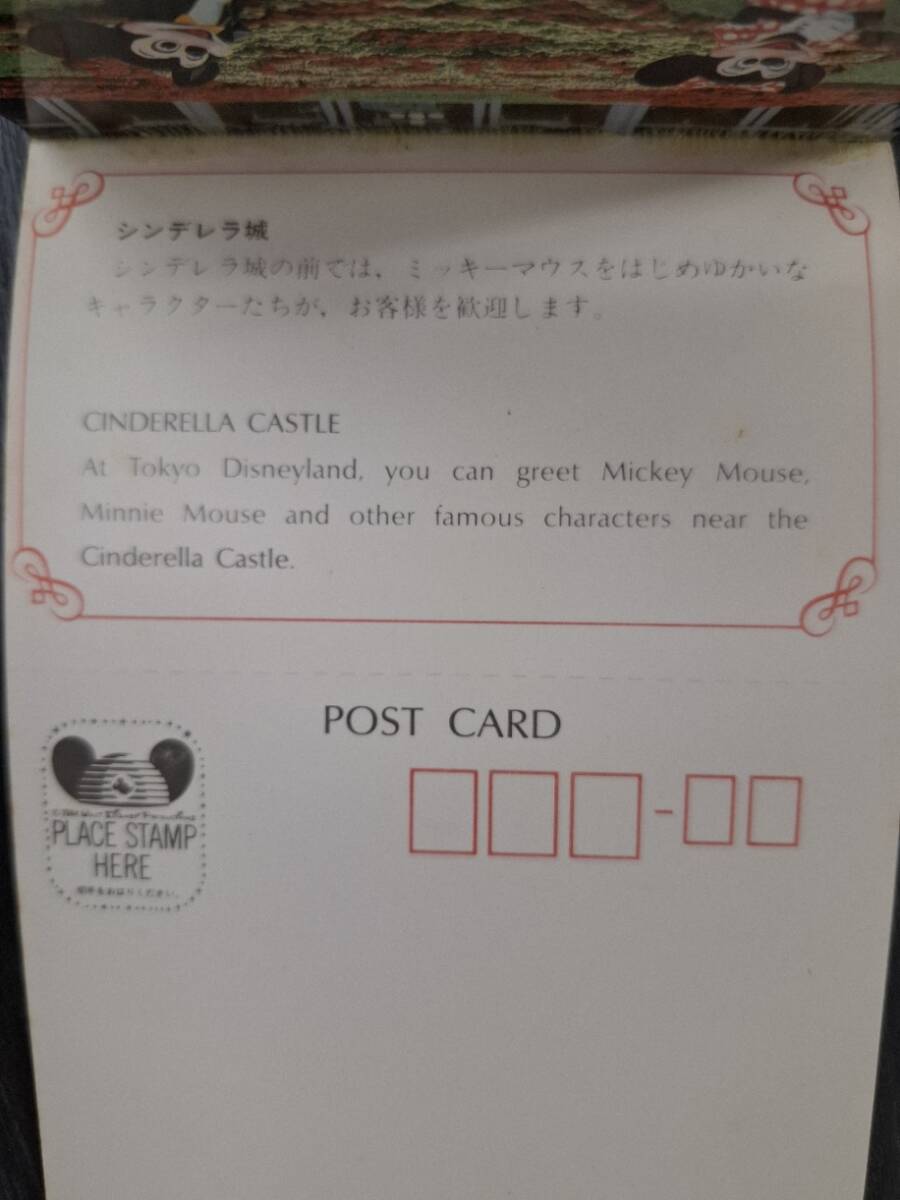 シンデレラ城
シンデレラ城の前では，ミッキーマウスをはじめゆかいな
キャラクターたちが，お客様を歓迎します。
CINDERELLA CASTLE
At Tokyo Disneyland, you can greet Mickey Mouse,
Minnie Mouse and other famous characters near the
Cinderella Castle.
POST CARD
PLACE STAMP
HERE